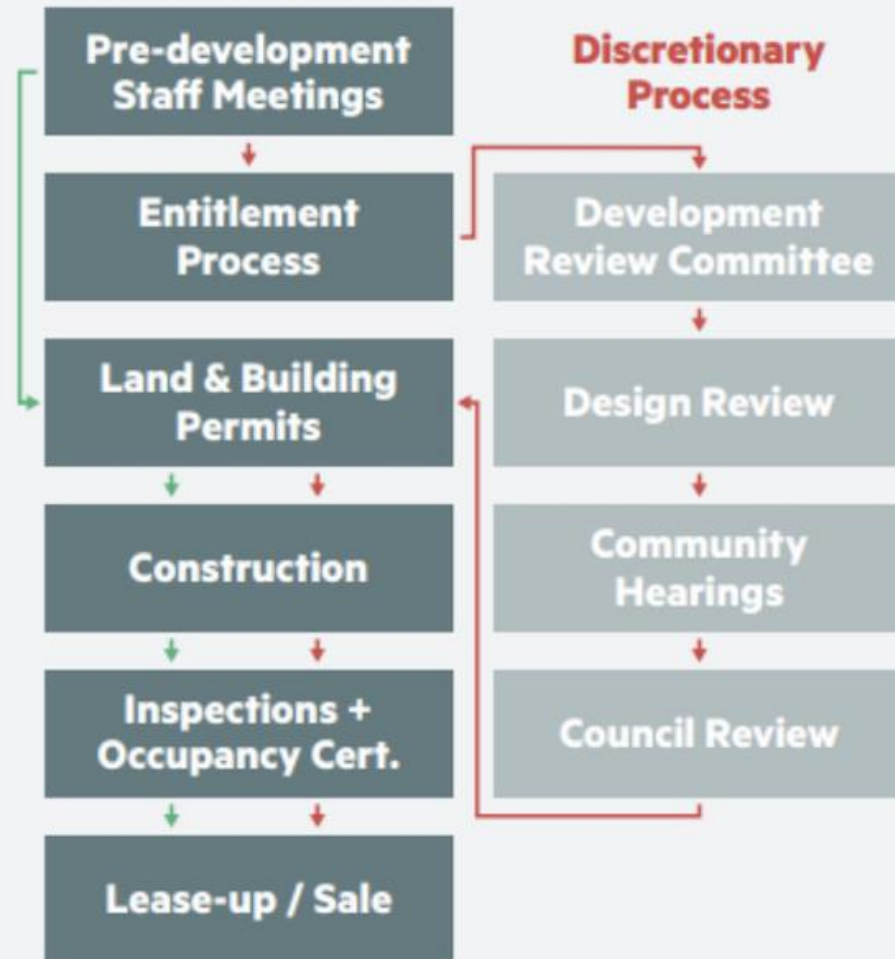 Pre-development
Staff Meetings
Discretionary
Process
Entitlement
Process
Development
Review Committee
Land & Building
Permits
Design Review
Construction
Community
Hearings
Inspections +
Occupancy Cert.
Council Review
Lease-up / Sale